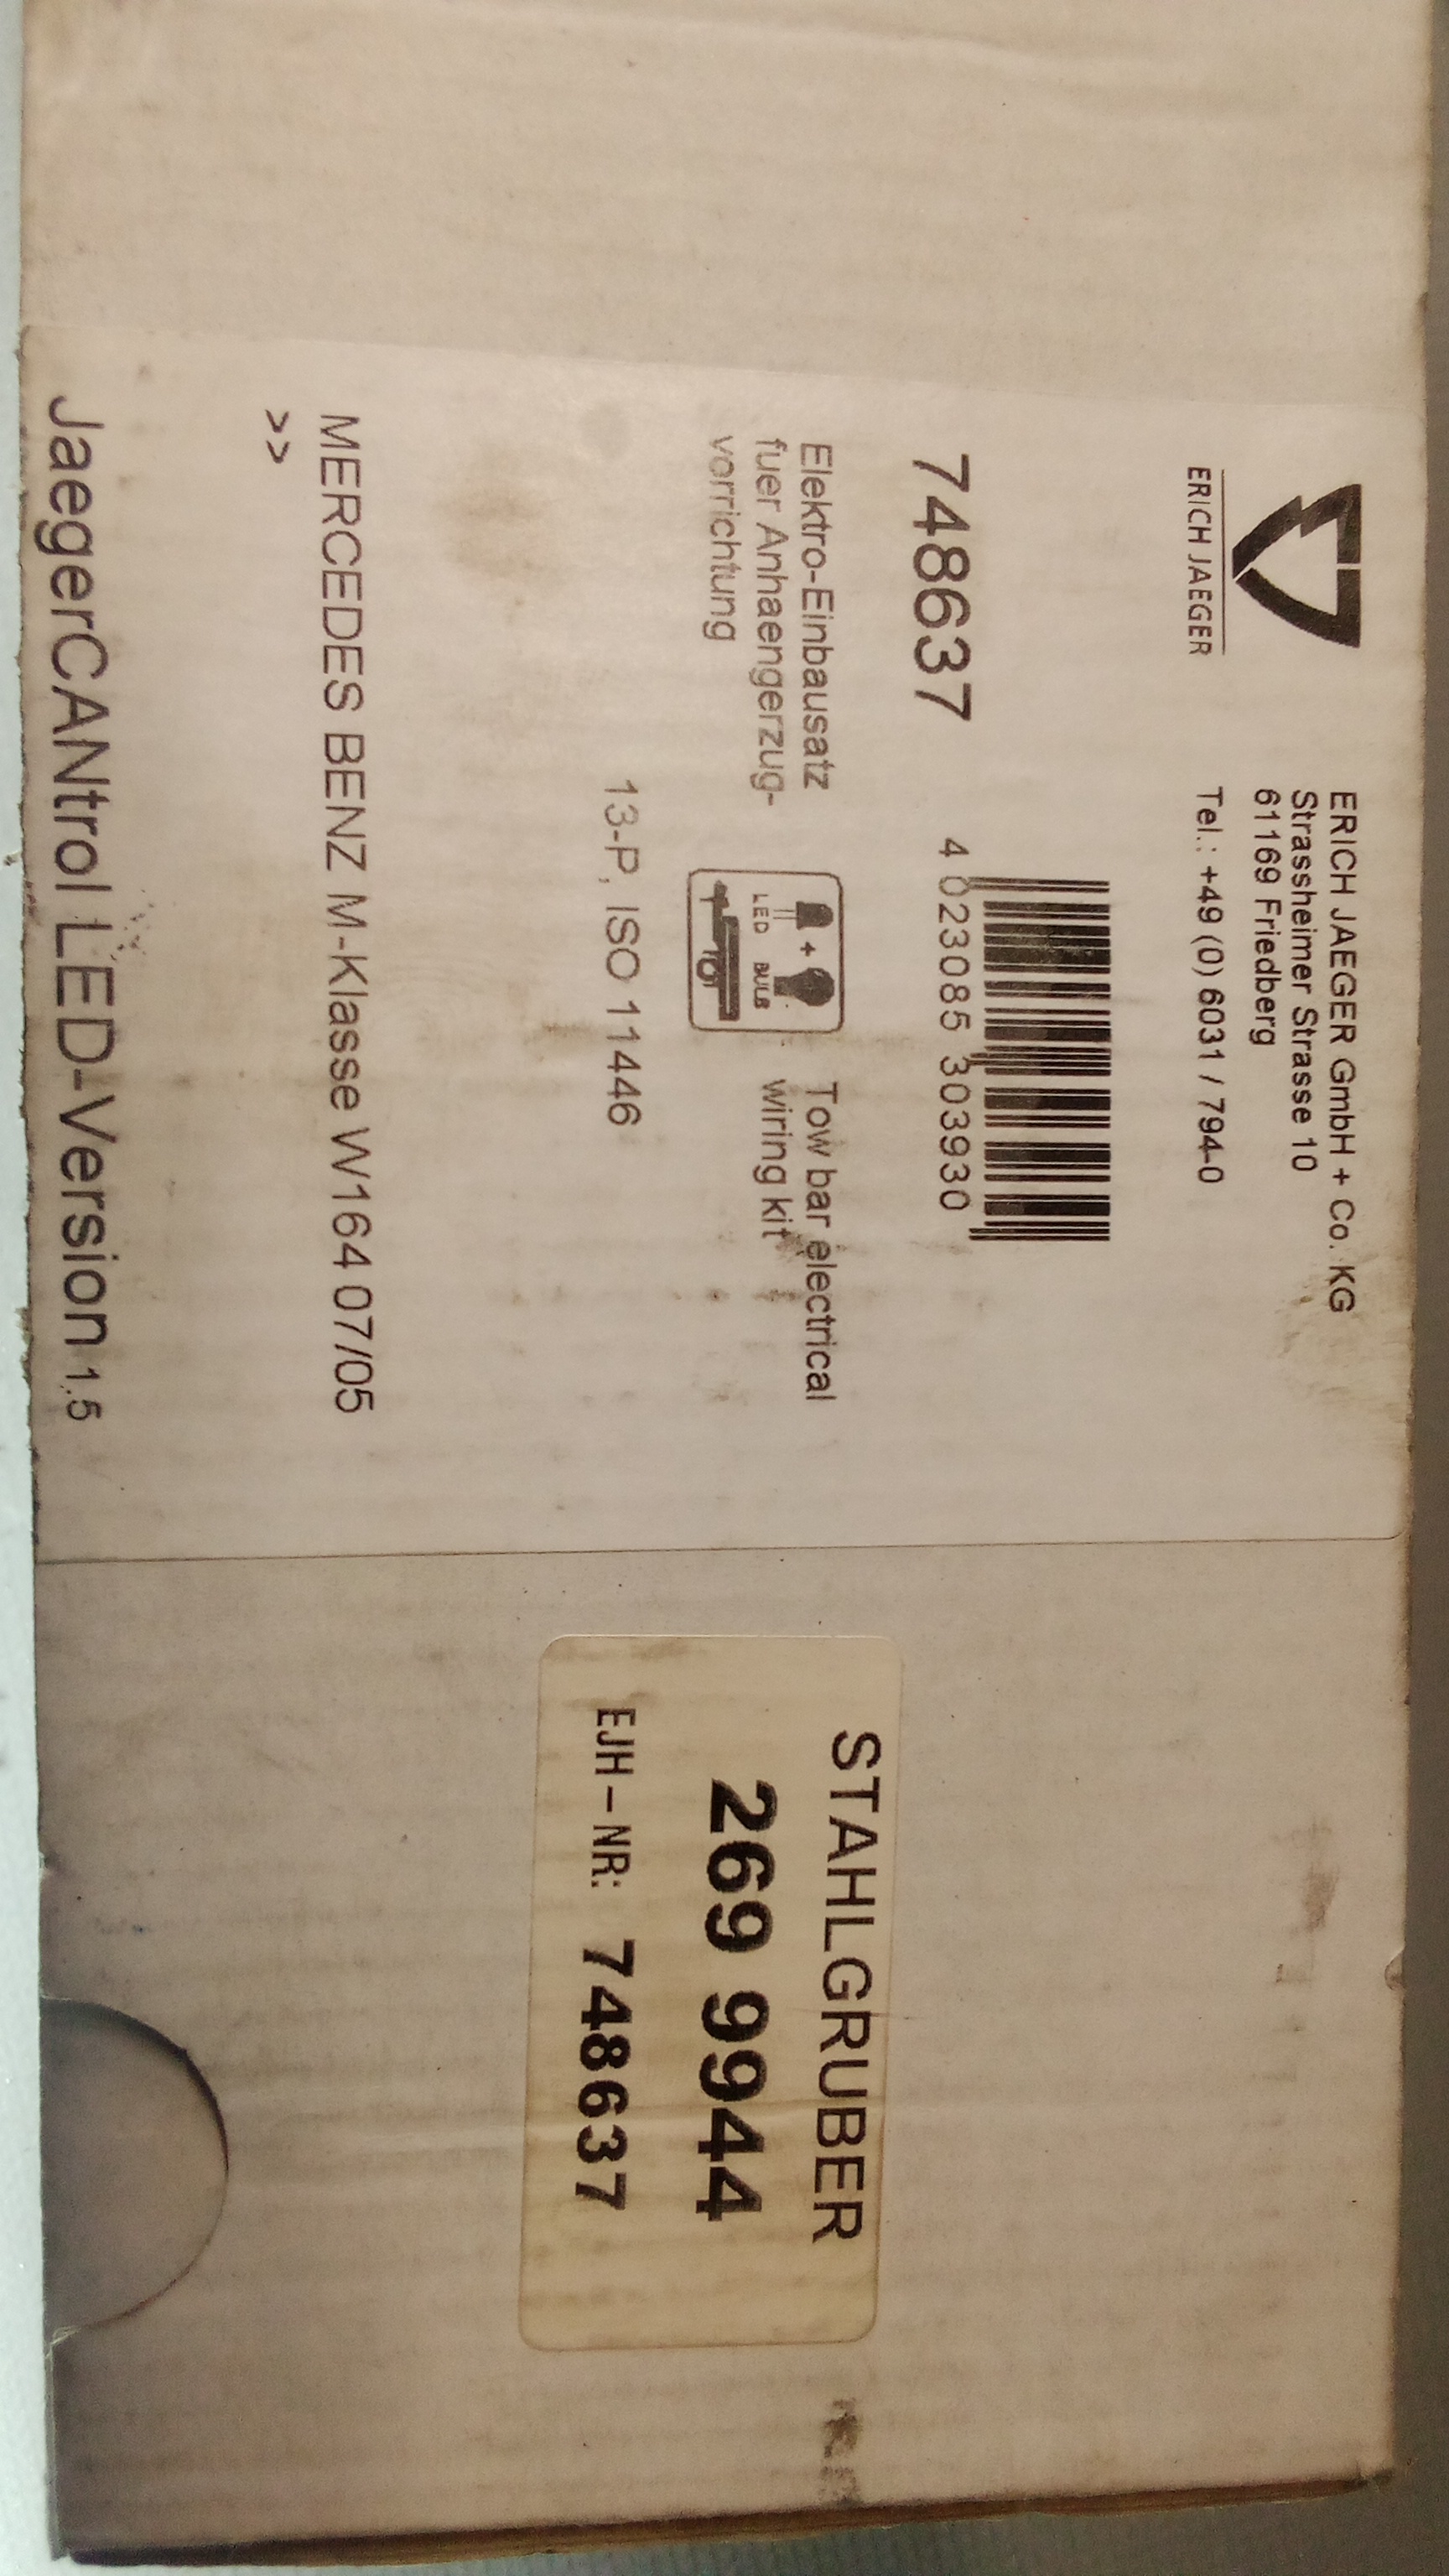 ERICH JAEGER
ERICH JAEGER GmbH + Co. KG
Strassheimer Strasse 10
61169 Friedberg
Tel.: +49 (0) 6031 / 794-0
748637
4 023085 303930
Elektro-Einbausatz
fuer Anhaengerzug-
vorrichtung
+
LED BULB
Tow bar electrical
wiring kit
13-P, ISO 11446
MERCEDES BENZ M-Klasse W164 07/05
>>
JaegerCANtrol LED-Version 1.5
STAHLGRUBER
269 9944
EJH-NR: 748637